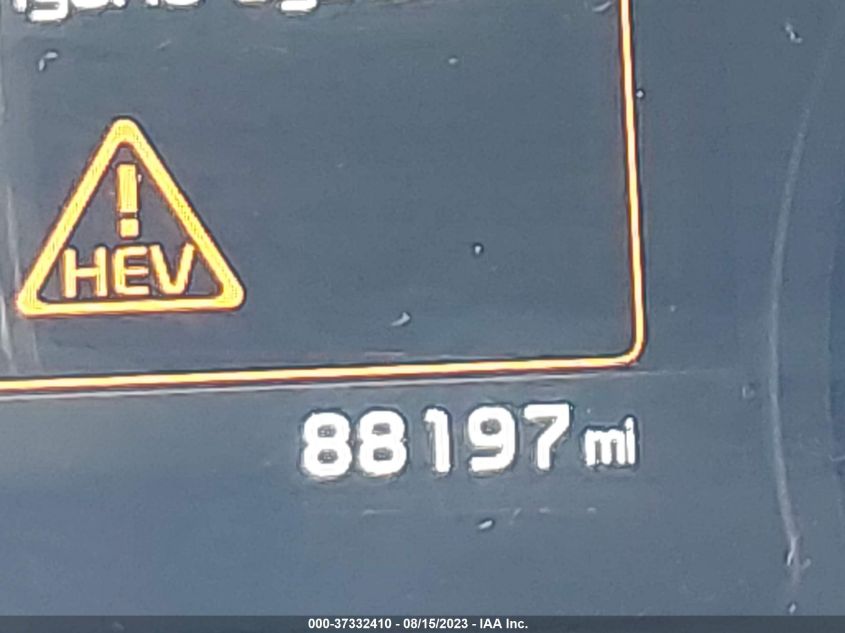 !
HEV
88197 mi
000-37332410 - 08/15/2023 - IAA Inc.